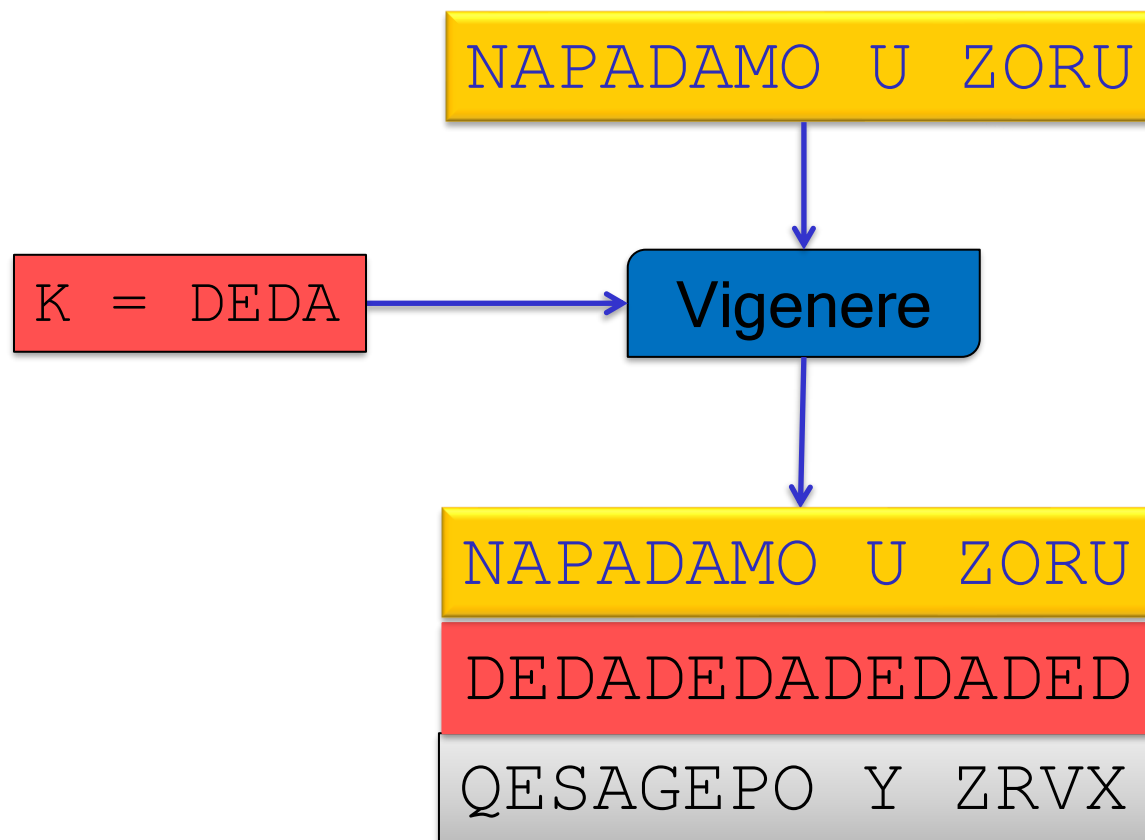 NAPADAMO U ZORU
K = DEDA
Vigenere
NAPADAMO U ZORU
DEDADEDADEDADED
QESAGEPO Y ZRVX